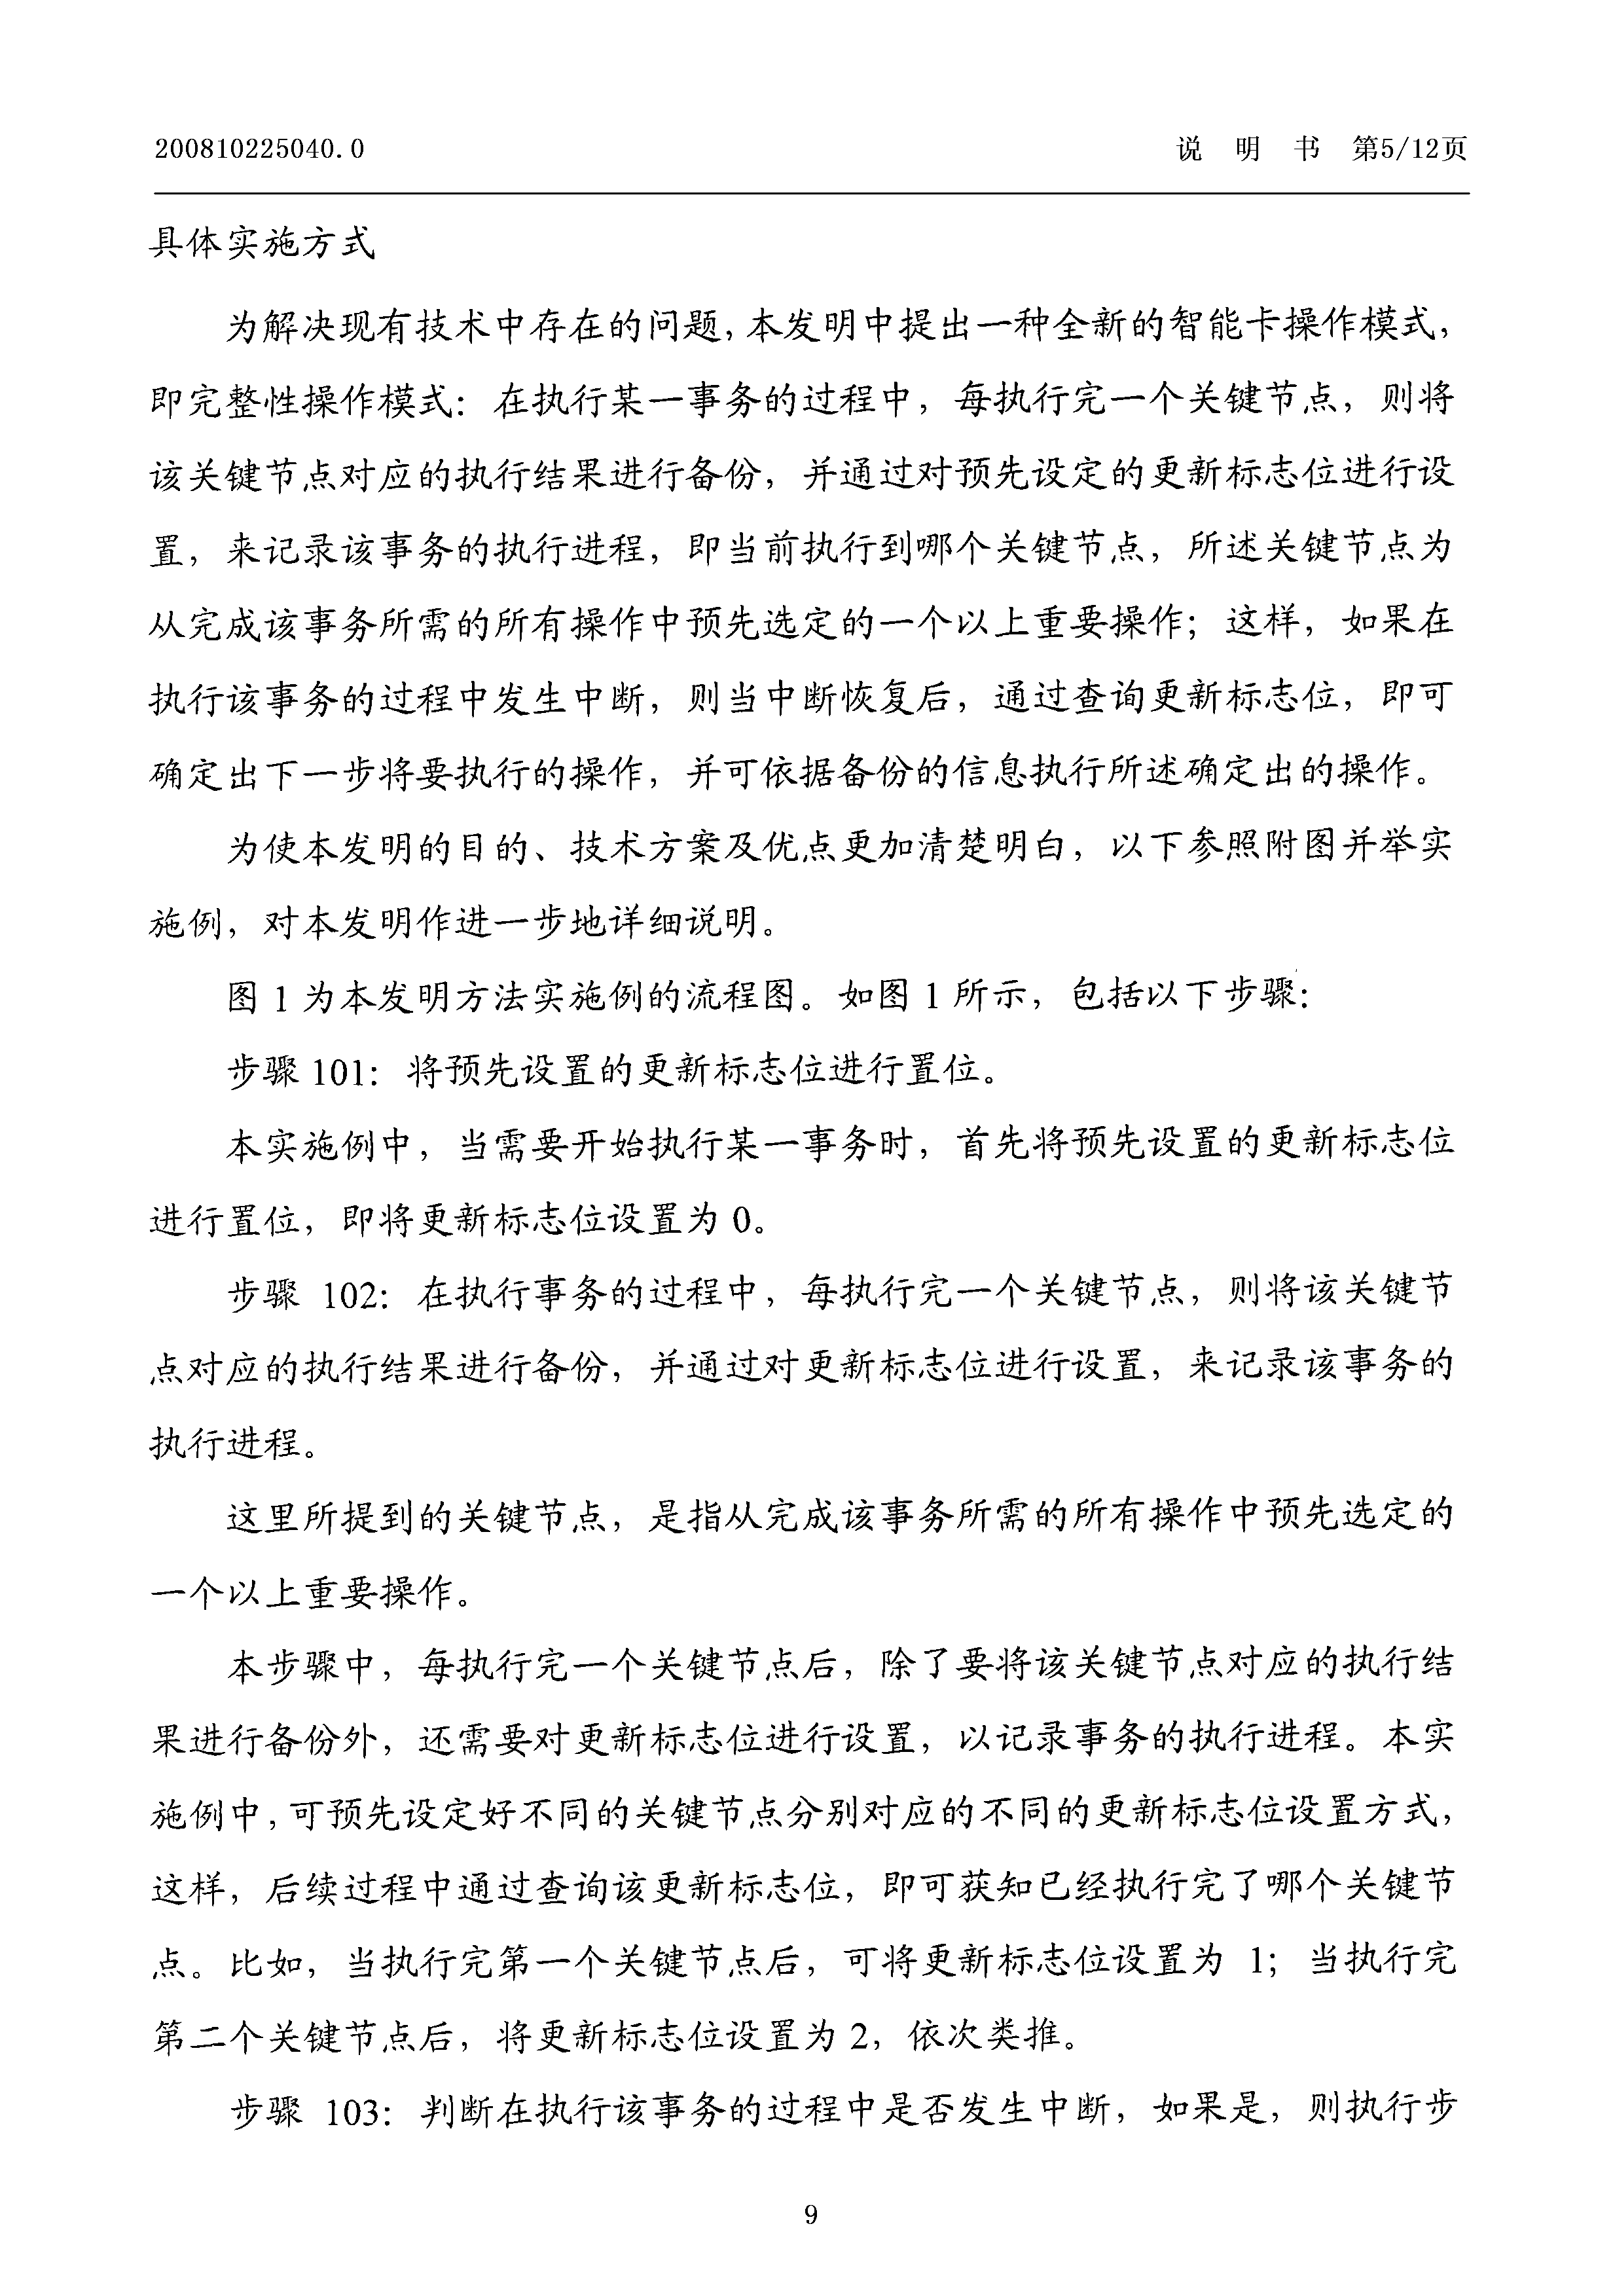 200810225040.0 说 明 书 第5/12页
具体实施方式
为解决现有技术中存在的问题，本发明中提出一种全新的智能卡操作模式，
即完整性操作模式：在执行某一事务的过程中，每执行完一个关键节点，则将
该关键节点对应的执行结果进行备份，并通过对预先设定的更新标志位进行设
置，来记录该事务的执行进程，即当前执行到哪个关键节点，所述关键节点为
从完成该事务所需的所有操作中预先选定的一个以上重要操作；这样，如果在
执行该事务的过程中发生中断，则当中断恢复后，通过查询更新标志位，即可
确定出下一步将要执行的操作，并可依据备份的信息执行所述确定出的操作。
为使本发明的目的、技术方案及优点更加清楚明白，以下参照附图并举实
施例，对本发明作进一步地详细说明。
图 1 为本发明方法实施例的流程图。如图 1 所示，包括以下步骤：
步骤 101：将预先设置的更新标志位进行置位。
本实施例中，当需要开始执行某一事务时，首先将预先设置的更新标志位
进行置位，即将更新标志位设置为 0。
步骤 102：在执行事务的过程中，每执行完一个关键节点，则将该关键节
点对应的执行结果进行备份，并通过对更新标志位进行设置，来记录该事务的
执行进程。
这里所提到的关键节点，是指从完成该事务所需的所有操作中预先选定的
一个以上重要操作。
本步骤中，每执行完一个关键节点后，除了要将该关键节点对应的执行结
果进行备份外，还需要对更新标志位进行设置，以记录事务的执行进程。本实
施例中，可预先设定好不同的关键节点分别对应的不同的更新标志位设置方式，
这样，后续过程中通过查询该更新标志位，即可获知已经执行完了哪个关键节
点。比如，当执行完第一个关键节点后，可将更新标志位设置为 1；当执行完
第二个关键节点后，将更新标志位设置为 2，依次类推。
步骤 103：判断在执行该事务的过程中是否发生中断，如果是，则执行步
9